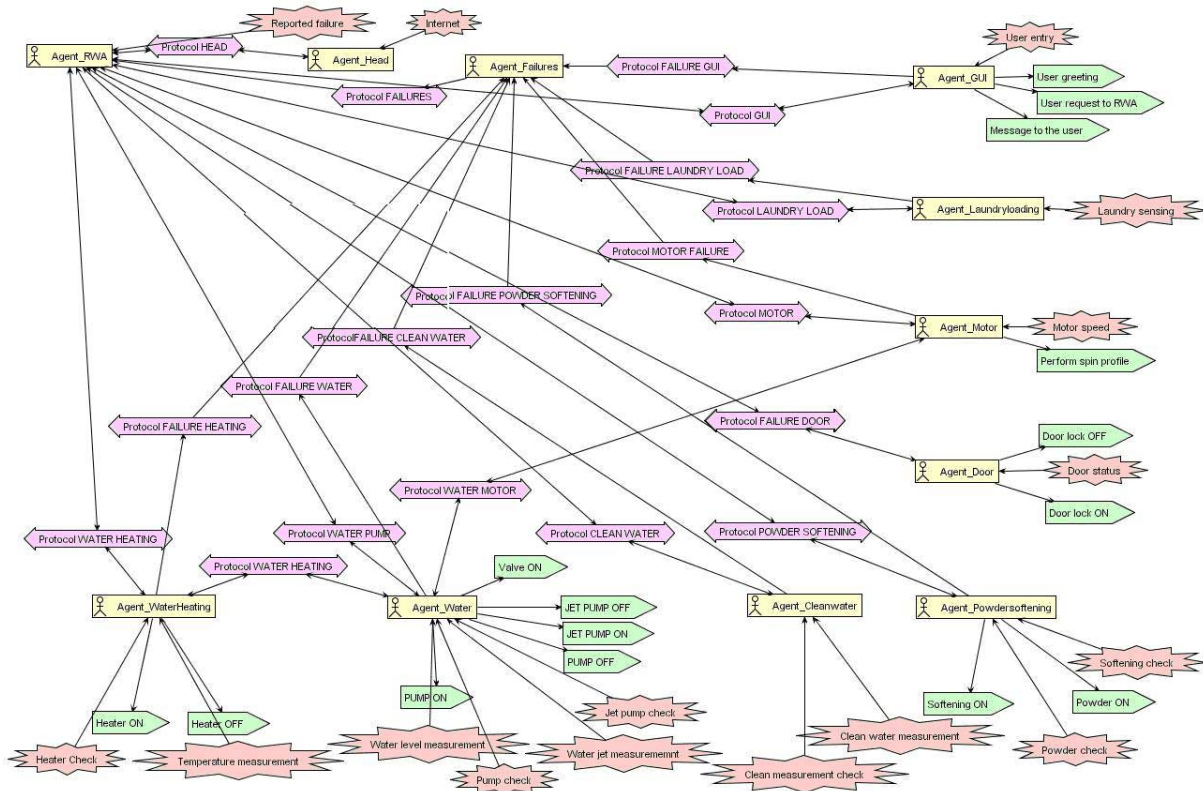 Reported failure
Internet
Protocol HEAD
User entry
Agent_RWA
Agent_Head
Agent_Failures
Protocol FAILURE GUI
Agent_GUI
User greeting
Protocol FAILURES
User request to RWA
Protocol GUI
Message to the user
Protocol FAILURE LAUNDRY LOAD
Protocol LAUNDRY LOAD
Agent_Laundryloading
Laundry sensing
Protocol MOTOR FAILURE
Protocol FAILURE POWDER SOFTENING
Protocol MOTOR
Agent_Motor
Motor speed
ProtocolFAILURE CLEAN WATER
Perform spin profile
Protocol FAILURE WATER
Protocol FAILURE HEATING
Protocol FAILURE DOOR
Door lock OFF
Agent_Door
Door status
Protocol WATER MOTOR
Door lock ON
Protocol WATER HEATING
Protocol WATER PUMP
Protocol CLEAN WATER
Protocol POWDER SOFTENING
Protocol WATER HEATING
Valve ON
Agent_WaterHeating
Agent_Water
JET PUMP OFF
Agent_Cleanwater
Agent_Powdersoftening
JET PUMP ON
PUMP OFF
Softening check
PUMP ON
Softening ON
Powder ON
Jet pump check
Heater ON
Heater OFF
Clean water measurement
Water level measurement
Water jet measurememnt
Powder check
Heater Check
Temperature measurement
Clean measurement check
Pump check